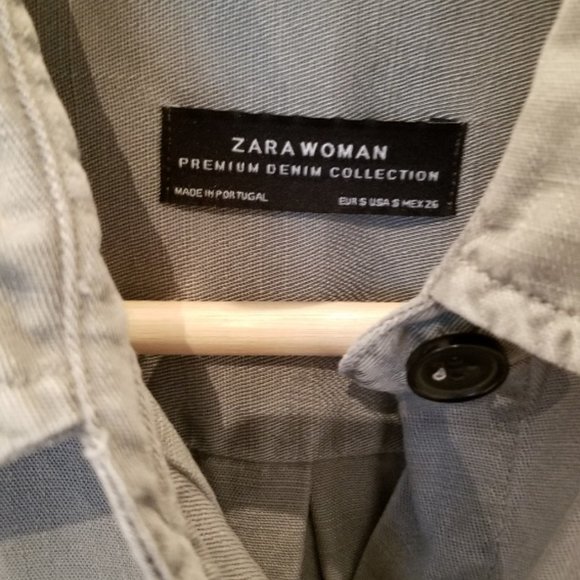 ZARA WOMAN
PREMIUM DENIM COLLECTION
MADE IN PORTUGAL
EUR S USA S MEX 26